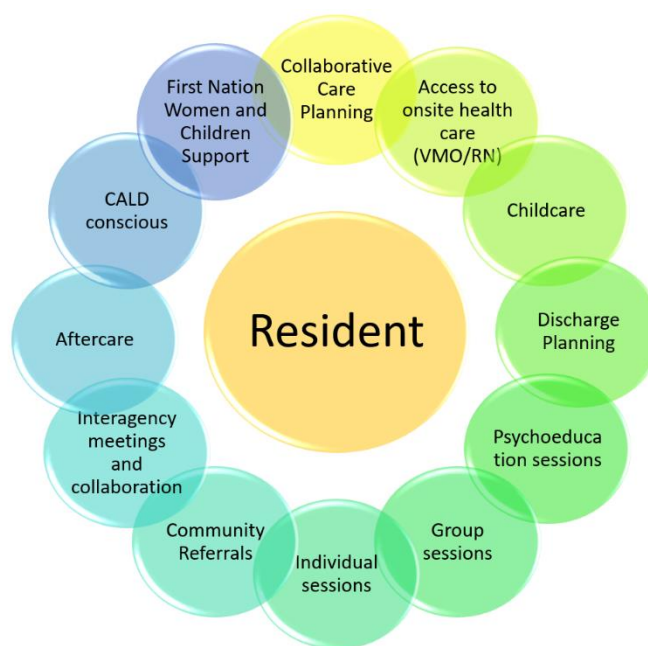 Collaborative
Care
Planning
Access to
onsite health
care
(VMO/RN)
Childcare
Discharge
Planning
Psychoeduca
tion sessions
Group
sessions
Individual
sessions
Community
Referrals
Interagency
meetings
and
collaboration
Aftercare
CALD
conscious
First Nation
Women and
Children
Support
Resident